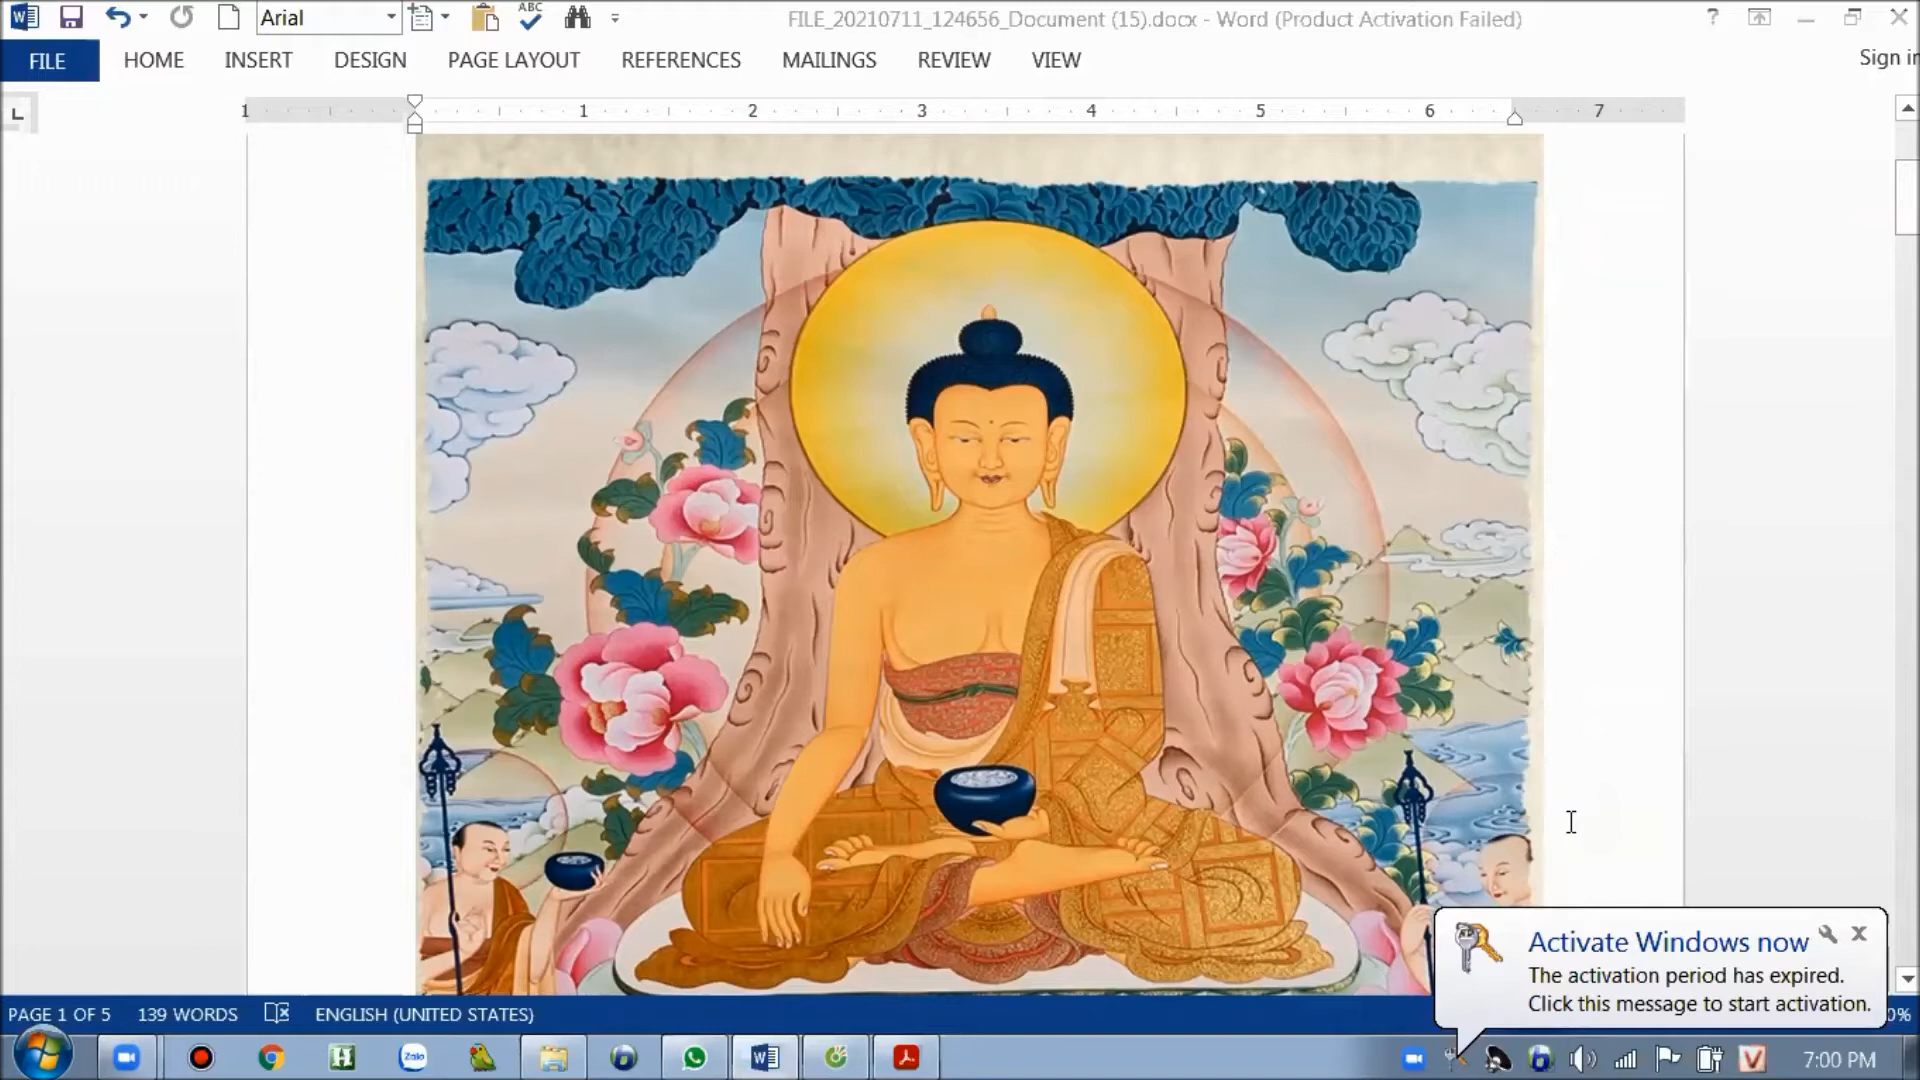 Arial
ABC
FILE_20210711_124656_Document (15).docx - Word (Product Activation Failed)
?
FILE HOME INSERT DESIGN PAGE LAYOUT REFERENCES MAILINGS REVIEW VIEW
Sign in
L
1 1 2 3 4 5 6 7
Activate Windows now
The activation period has expired.
Click this message to start activation.
PAGE 1 OF 5 139 WORDS ENGLISH (UNITED STATES) 0%
Zalo
7:00 PM